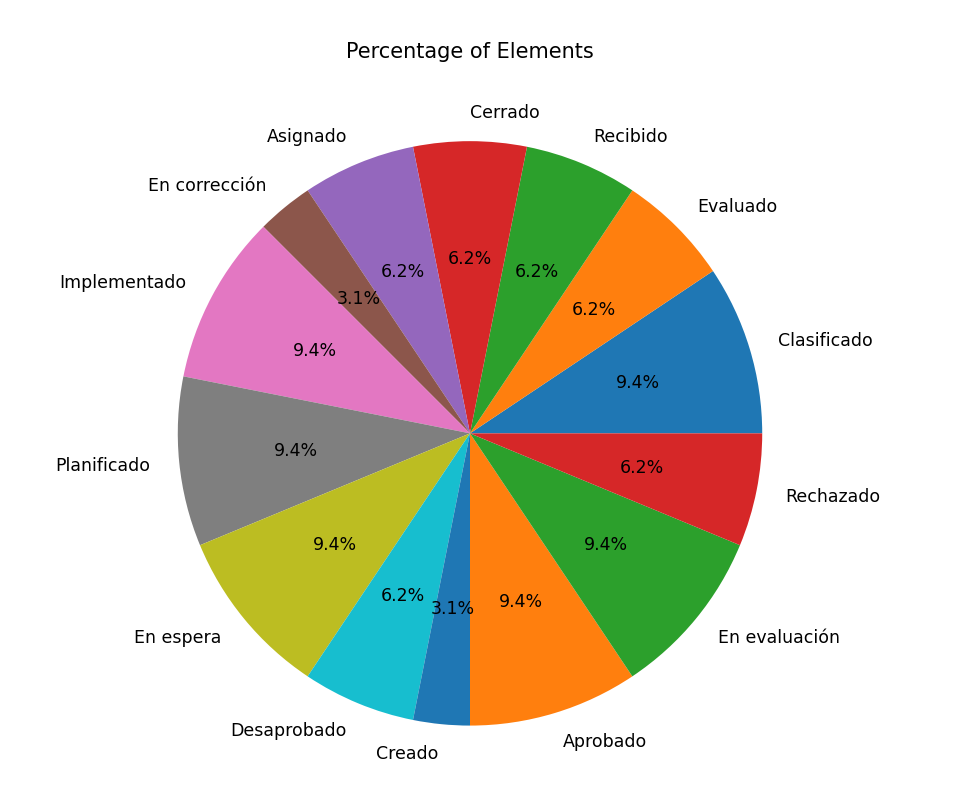 Percentage of Elements
Cerrado
Asignado
Recibido
En corrección
Evaluado
Implementado
Clasificado
Planificado
Rechazado
En espera
En evaluación
Desaprobado
Creado
Aprobado
6.2%
6.2%
6.2%
3.1%
6.2%
9.4%
9.4%
9.4%
6.2%
9.4%
9.4%
6.2%
3.1%
9.4%